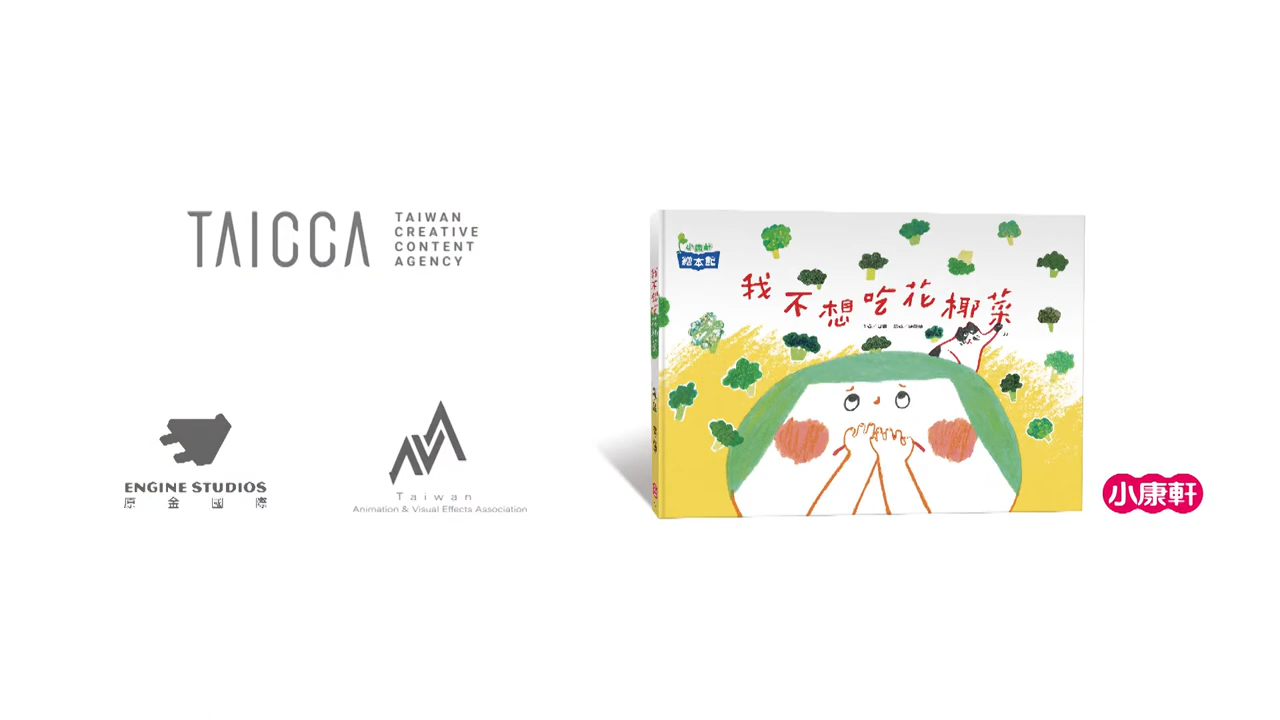 TAICCA
TAIWAN
CREATIVE
CONTENT
AGENCY
ENGINE STUDIOS
原金國際
Taiwan
Animation & Visual Effects Association
小康軒
繪本館
我不想吃花椰菜
小康軒